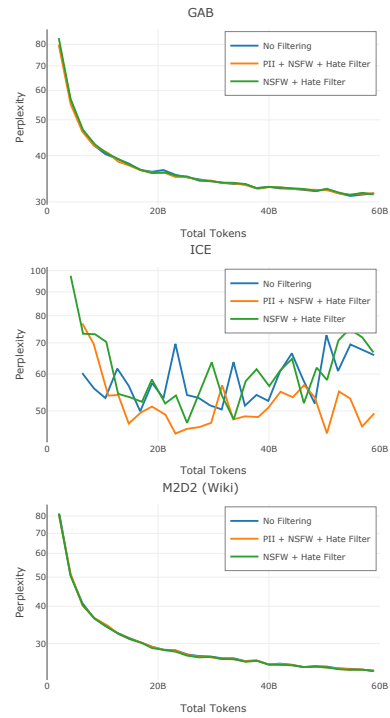 GAB
80
70
60
50
40
30
Perplexity
No Filtering
PII + NSFW + Hate Filter
NSFW + Hate Filter
0
20B
40B
60B
Total Tokens
ICE
100
90
80
70
60
50
Perplexity
No Filtering
PII + NSFW + Hate Filter
NSFW + Hate Filter
0
20B
40B
60B
Total Tokens
M2D2 (Wiki)
80
70
60
50
40
30
Perplexity
No Filtering
PII + NSFW + Hate Filter
NSFW + Hate Filter
0
20B
40B
60B
Total Tokens